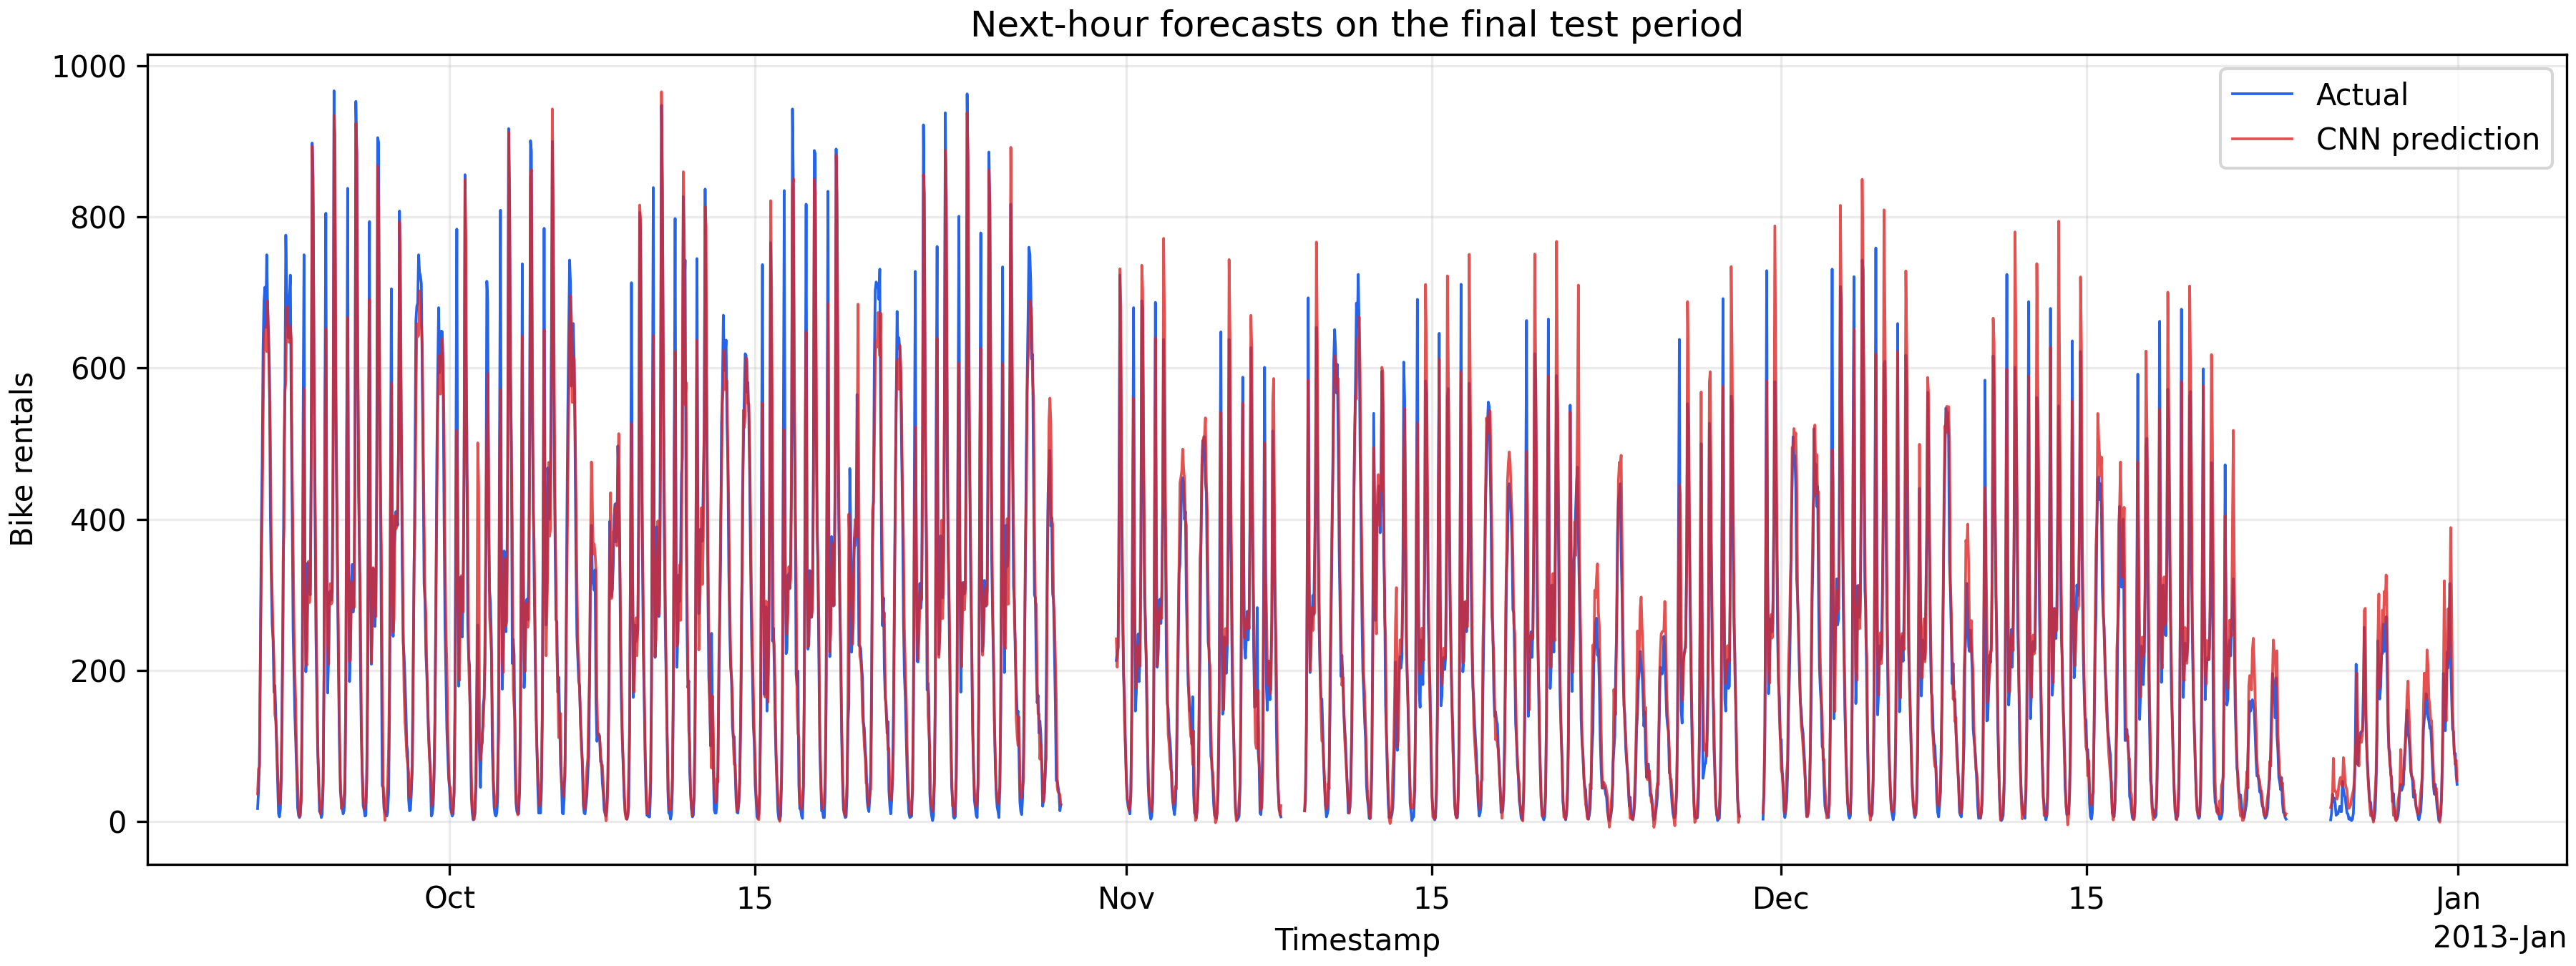 Next-hour forecasts on the final test period
1000
800
600
400
200
0
Bike rentals
Actual
CNN prediction
Oct
15
Nov
15
Dec
15
Jan
2013-Jan
Timestamp